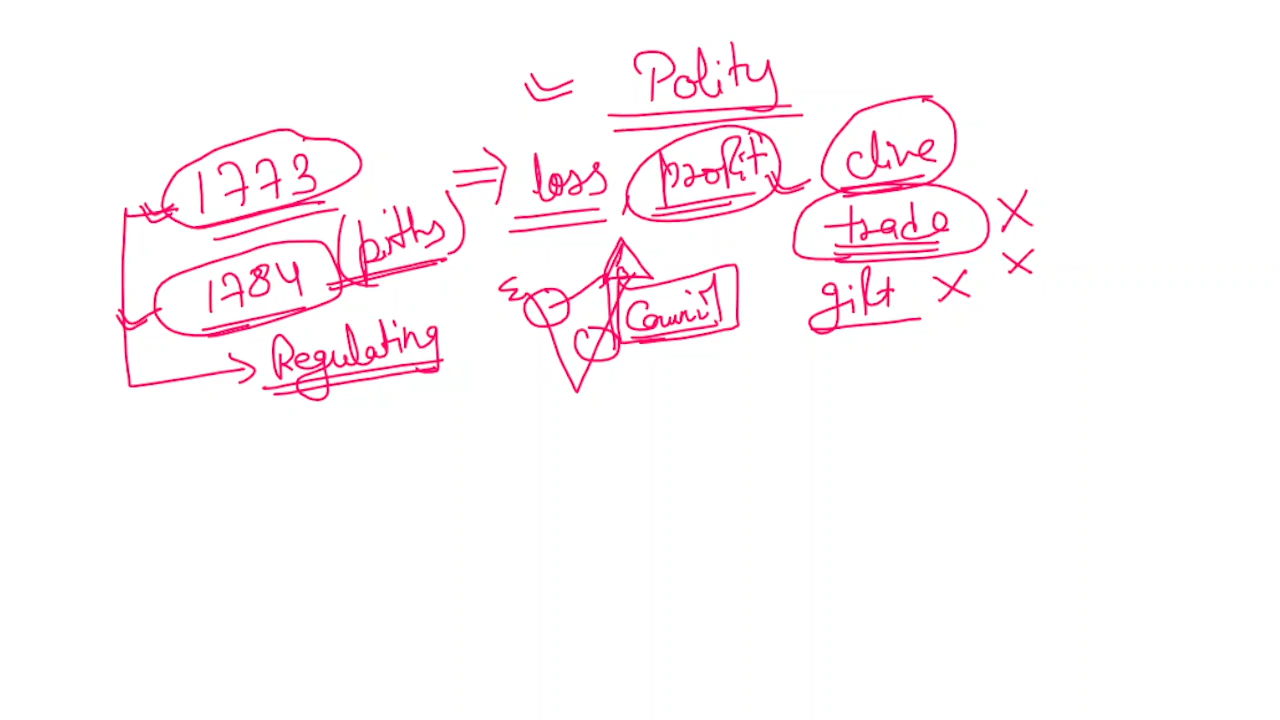 Polity
1773 ⇒ loss profit clive
1784 (pitts) trade X
gift X X
Council
Regulating